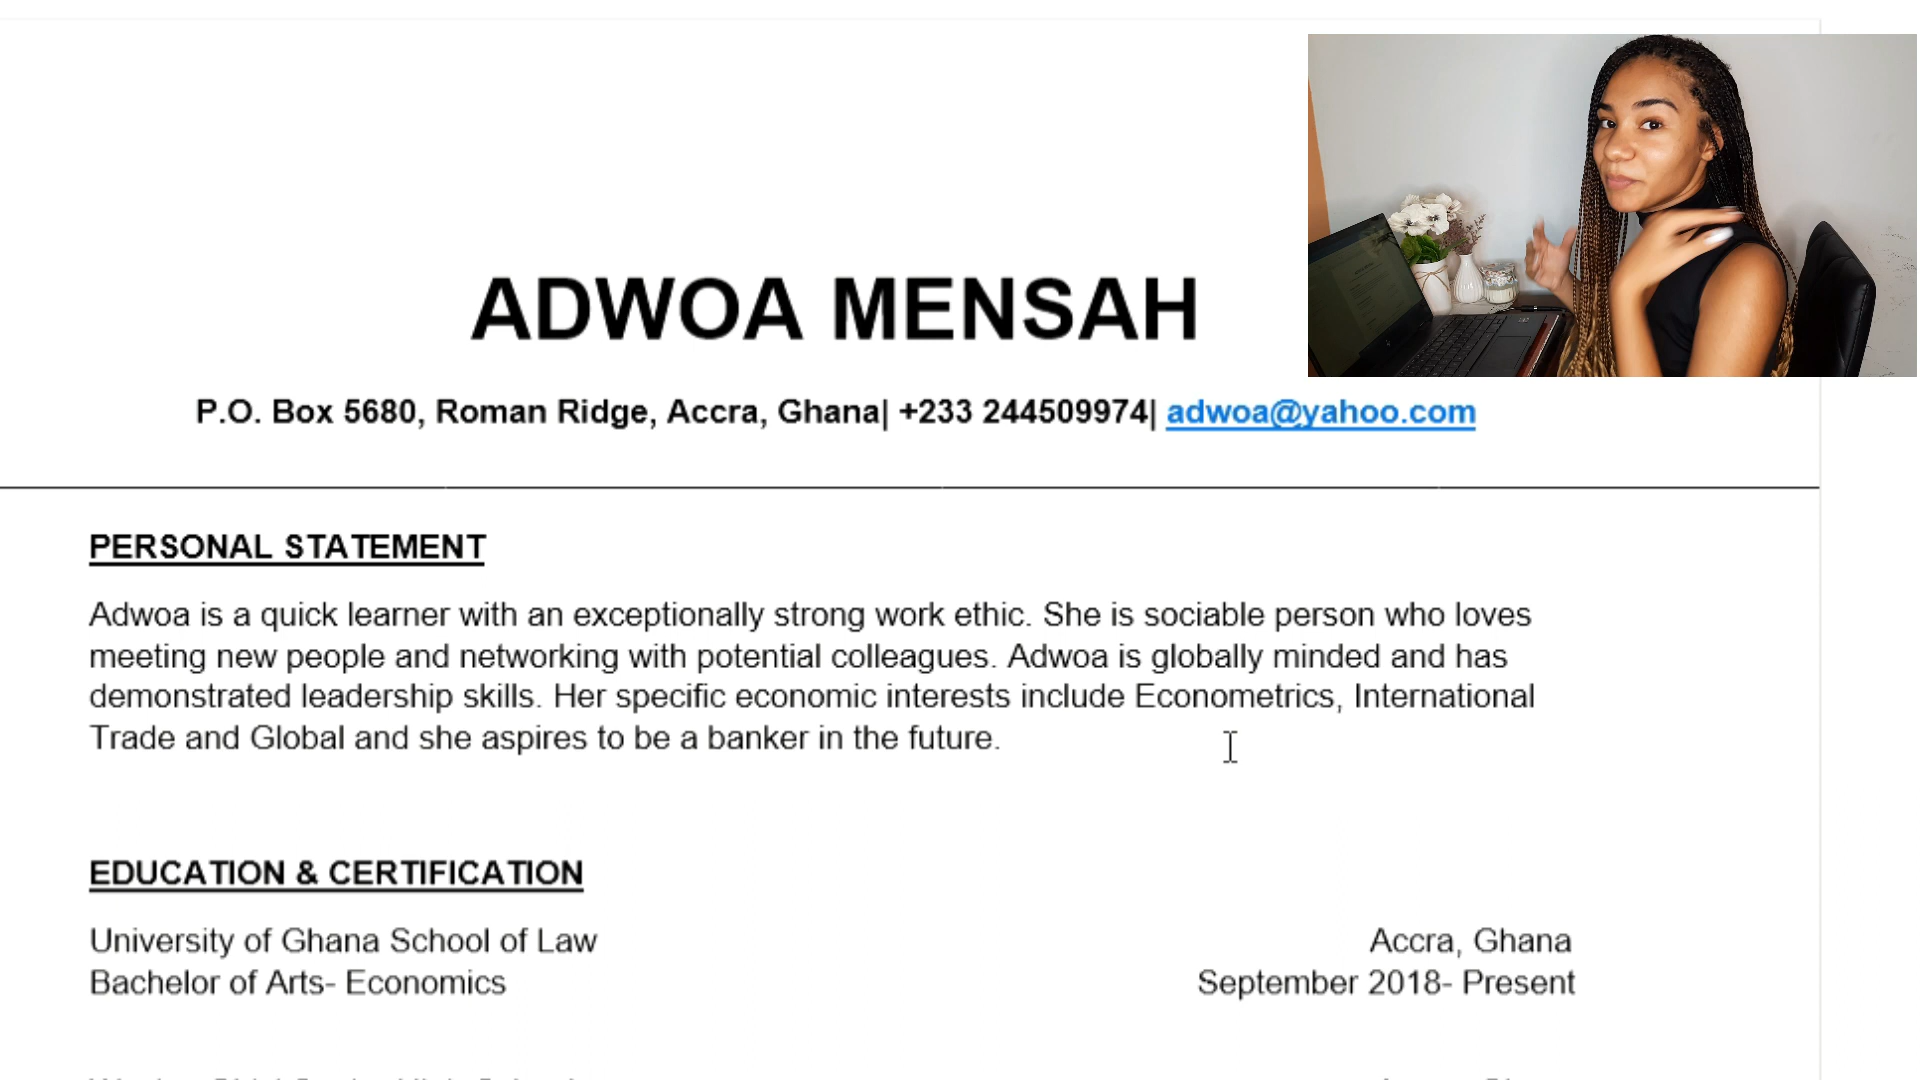 ADWOA MENSAH
P.O. Box 5680, Roman Ridge, Accra, Ghana| +233 244509974| adwoa@yahoo.com
PERSONAL STATEMENT
Adwoa is a quick learner with an exceptionally strong work ethic. She is sociable person who loves
meeting new people and networking with potential colleagues. Adwoa is globally minded and has
demonstrated leadership skills. Her specific economic interests include Econometrics, International
Trade and Global and she aspires to be a banker in the future.
EDUCATION & CERTIFICATION
University of Ghana School of Law Accra, Ghana
Bachelor of Arts- Economics September 2018- Present